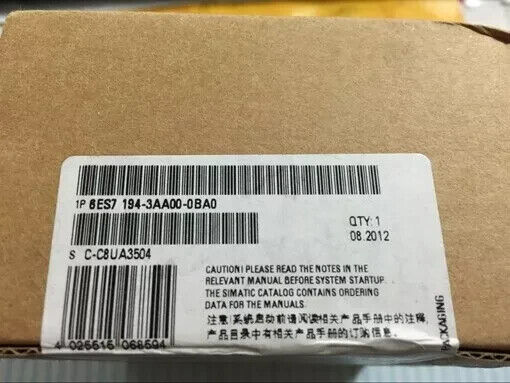 1P 6ES7 194-3AA00-0BA0
QTY: 1
08.2012
S C-C8UA3504
CAUTION! PLEASE READ THE NOTES IN THE
RELEVANT MANUAL BEFORE SYSTEM STARTUP.
THE SIMATIC CATALOG CONTAINS ORDERING
DATA FOR THE MANUALS.
注意!系统启动前请阅读相关产品手册中的注释,
产品目录中有相关产品手册的订购信息.
4 025515 068594
PACKAGING